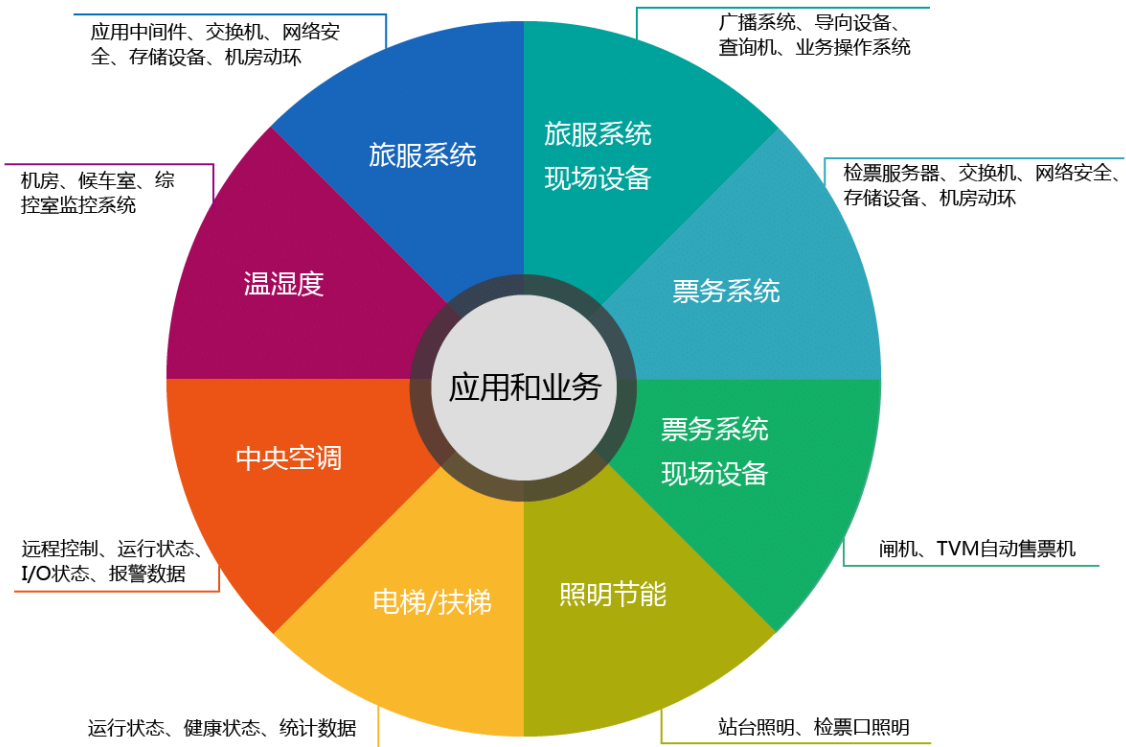 应用中间件、交换机、网络安
全、存储设备、机房动环
广播系统、导向设备、
查询机、业务操作系统
旅服系统
旅服系统
现场设备
机房、候车室、综
控室监控系统
检票服务器、交换机、网络安全、
存储设备、机房动环
温湿度
票务系统
应用和业务
中央空调
票务系统
现场设备
远程控制、运行状态、
I/O状态、报警数据
闸机、TVM自动售票机
电梯/扶梯
照明节能
运行状态、健康状态、统计数据
站台照明、检票口照明